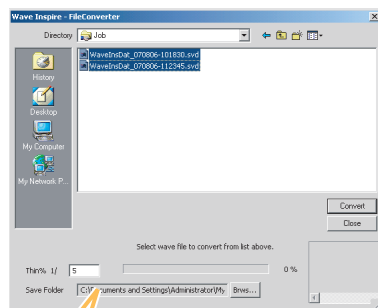 Wave Inspire - FileConverter
Directory Job
WaveInsDat_070806-101830.svd
WaveInsDat_070806-112345.svd
History
Desktop
My Computer
My Network P...
Convert
Close
Select wave file to convert from list above.
Thin% 1/ 5 0 %
Save Folder C:\Documents and Settings\Administrator\My Brws...